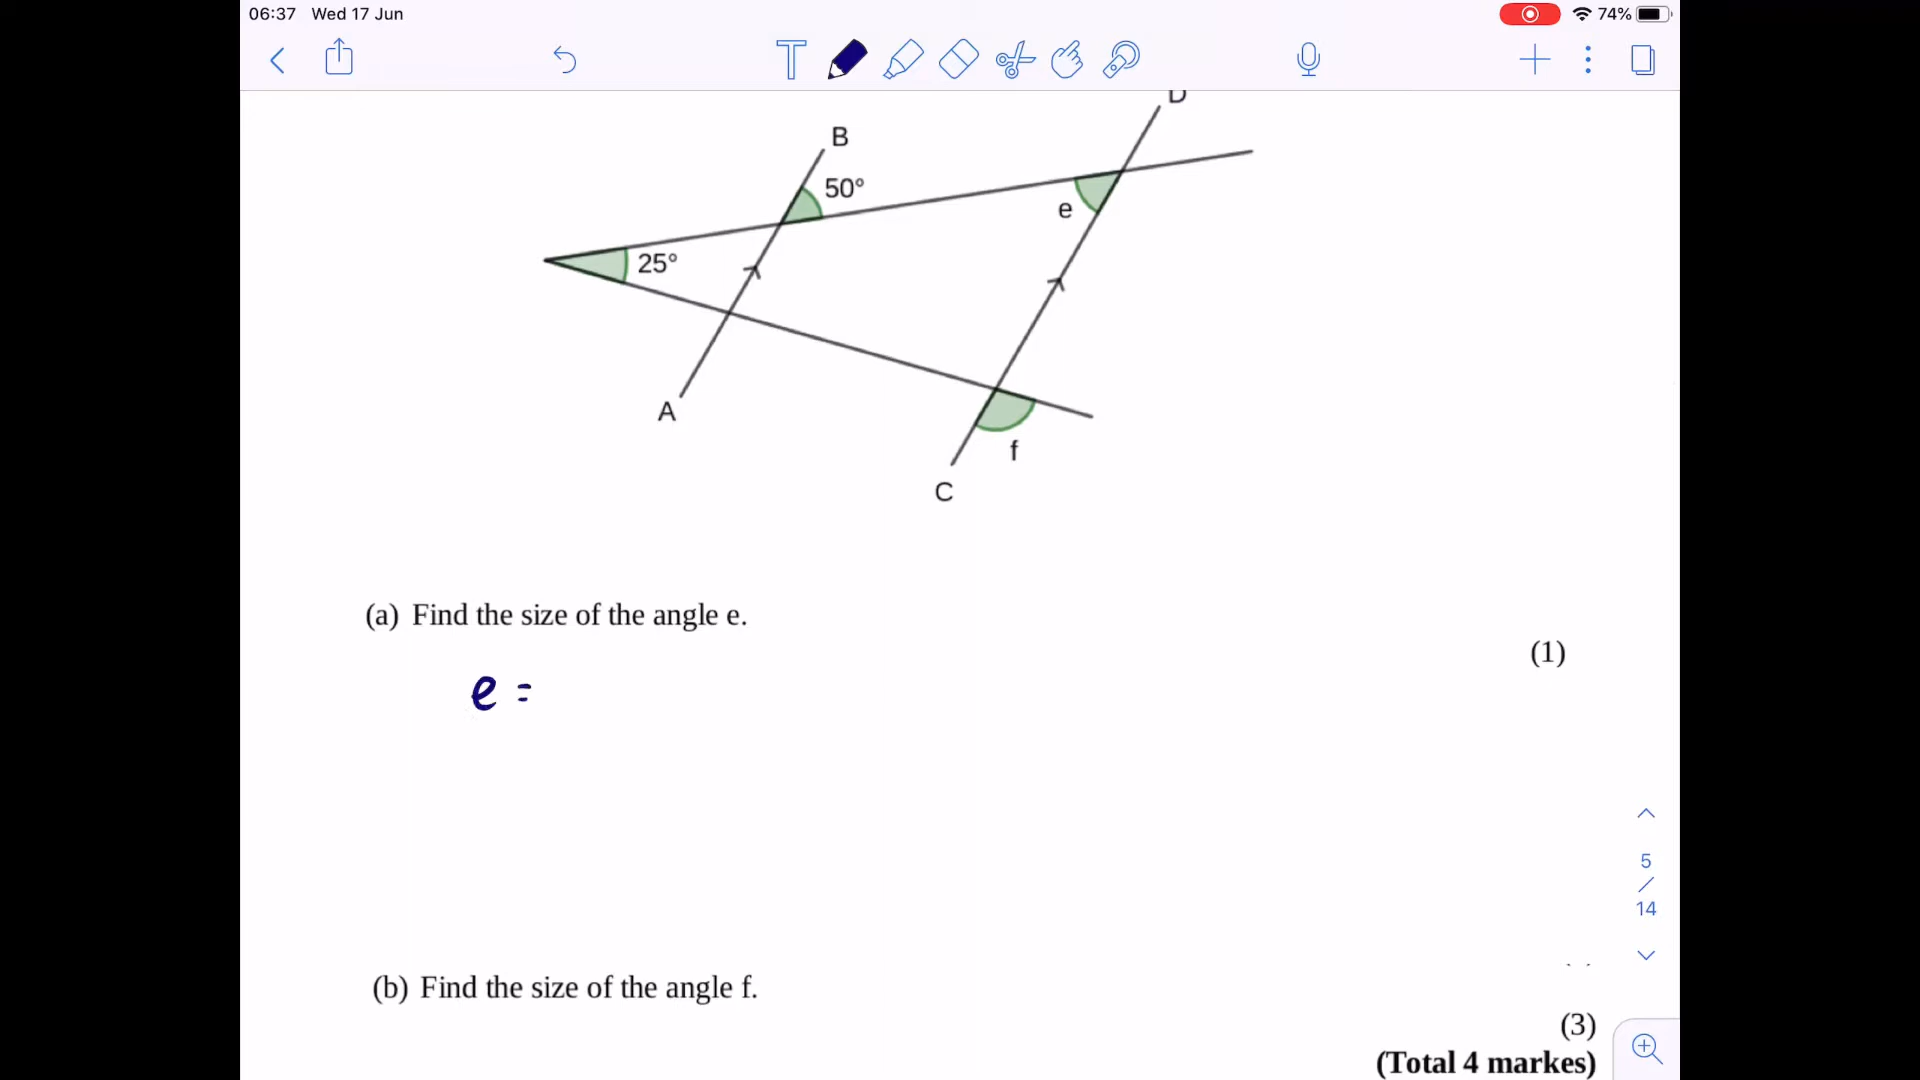 06:37 Wed 17 Jun
74%
T
D
B
50°
e
25°
A
f
C
(a) Find the size of the angle e.
(1)
e =
5
/
14
(b) Find the size of the angle f.
(3)
(Total 4 markes)